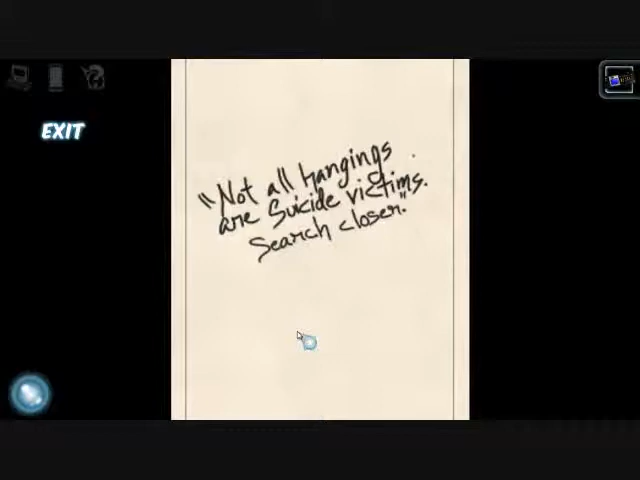 EXIT
"Not all hangings
are Suicide victims.
Search closer."